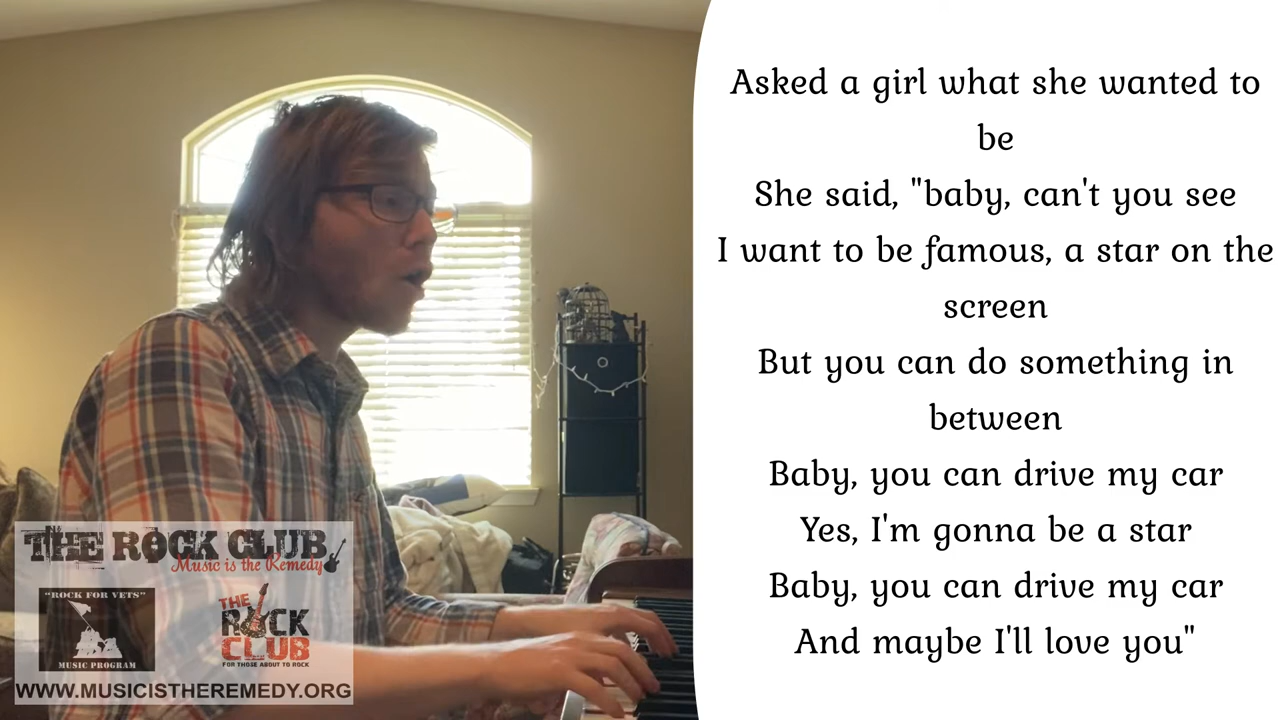 Asked a girl what she wanted to
be
She said, "baby, can't you see
I want to be famous, a star on the
screen
But you can do something in
between
Baby, you can drive my car
Yes, I'm gonna be a star
Baby, you can drive my car
And maybe I'll love you"
THE ROCK CLUB
Music is the Remedy
"ROCK FOR VETS"
MUSIC PROGRAM
THE
ROCK
CLUB
FOR THOSE ABOUT TO ROCK
WWW.MUSICISTHEREMEDY.ORG